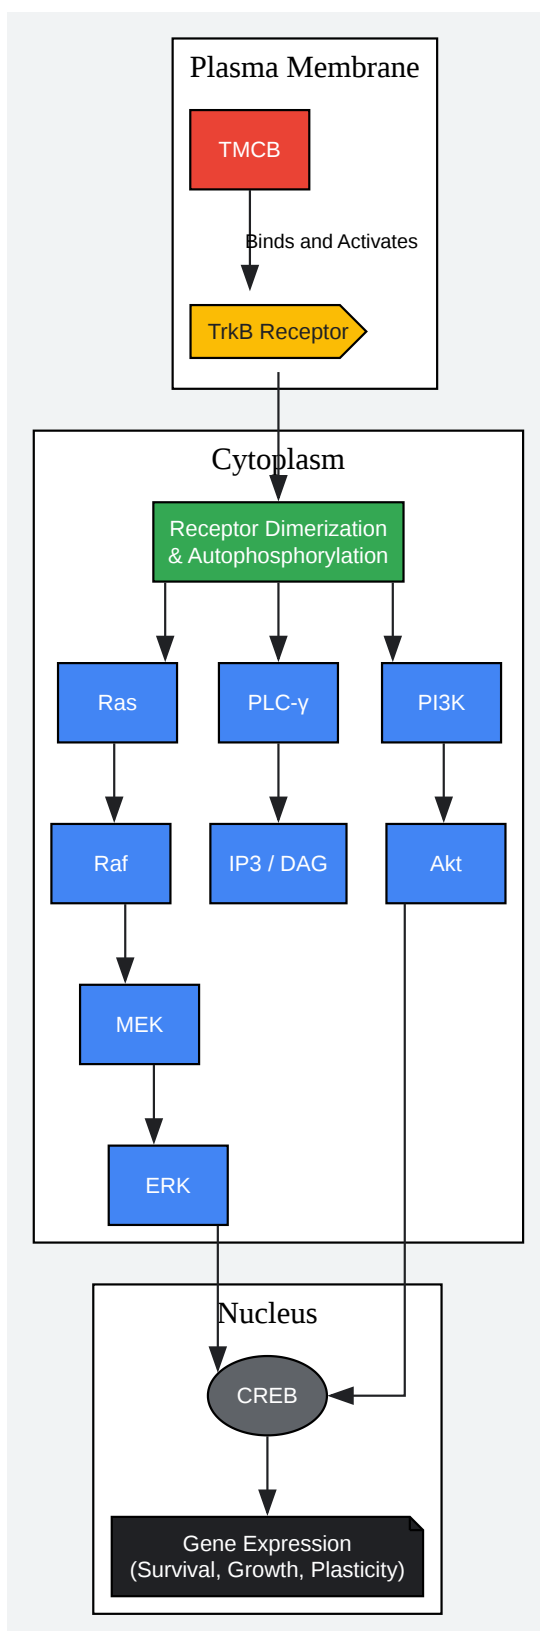 Plasma Membrane
TMCB
Binds and Activates
TrkB Receptor
Cytoplasm
Receptor Dimerization
& Autophosphorylation
Ras
PLC-γ
PI3K
Raf
IP3 / DAG
Akt
MEK
ERK
Nucleus
CREB
Gene Expression
(Survival, Growth, Plasticity)